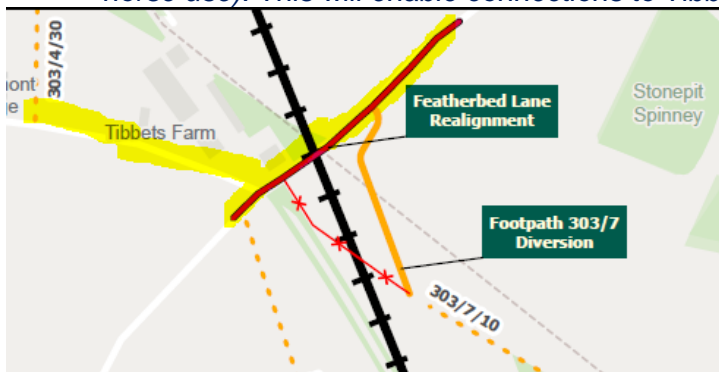 303/4/30
Tibbets Farm
Featherbed Lane
Realignment
Stonepit
Spinney
Footpath 303/7
Diversion
303/7/10